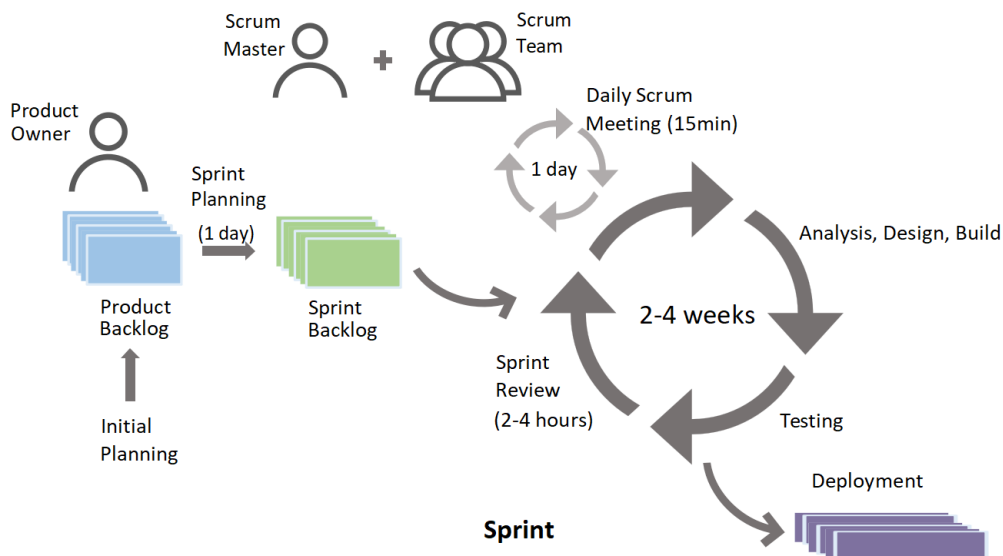 Scrum
Master
+
Scrum
Team
Product
Owner
Daily Scrum
Meeting (15min)
1 day
Sprint
Planning
(1 day)
Analysis, Design, Build
2-4 weeks
Product
Backlog
Sprint
Backlog
Sprint
Review
(2-4 hours)
Testing
Initial
Planning
Deployment
Sprint